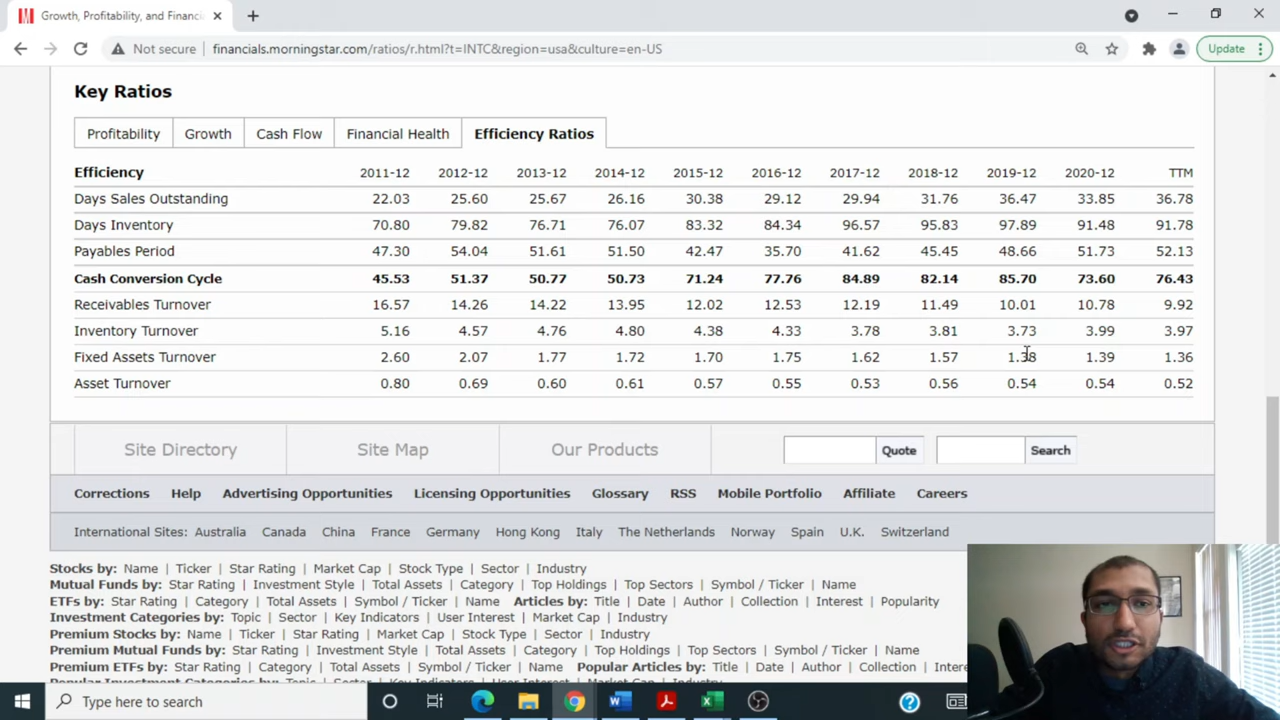 Growth, Profitability, and Financi
Not secure financials.morningstar.com/ratios/r.html?t=INTC&region=usa&culture=en-US Update
Key Ratios
Profitability Growth Cash Flow Financial Health Efficiency Ratios
Efficiency 2011-12 2012-12 2013-12 2014-12 2015-12 2016-12 2017-12 2018-12 2019-12 2020-12 TTM
Days Sales Outstanding 22.03 25.60 25.67 26.16 30.38 29.12 29.94 31.76 36.47 33.85 36.78
Days Inventory 70.80 79.82 76.71 76.07 83.32 84.34 96.57 95.83 97.89 91.48 91.78
Payables Period 47.30 54.04 51.61 51.50 42.47 35.70 41.62 45.45 48.66 51.73 52.13
Cash Conversion Cycle 45.53 51.37 50.77 50.73 71.24 77.76 84.89 82.14 85.70 73.60 76.43
Receivables Turnover 16.57 14.26 14.22 13.95 12.02 12.53 12.19 11.49 10.01 10.78 9.92
Inventory Turnover 5.16 4.57 4.76 4.80 4.38 4.33 3.78 3.81 3.73 3.99 3.97
Fixed Assets Turnover 2.60 2.07 1.77 1.72 1.70 1.75 1.62 1.57 1.38 1.39 1.36
Asset Turnover 0.80 0.69 0.60 0.61 0.57 0.55 0.53 0.56 0.54 0.54 0.52
Site Directory Site Map Our Products Quote Search
Corrections Help Advertising Opportunities Licensing Opportunities Glossary RSS Mobile Portfolio Affiliate Careers
International Sites: Australia Canada China France Germany Hong Kong Italy The Netherlands Norway Spain U.K. Switzerland
Stocks by: Name | Ticker | Star Rating | Market Cap | Stock Type | Sector | Industry
Mutual Funds by: Star Rating | Investment Style | Total Assets | Category | Top Holdings | Top Sectors | Symbol / Ticker | Name
ETFs by: Star Rating | Category | Total Assets | Symbol / Ticker | Name Articles by: Title | Date | Author | Collection | Interest | Popularity
Investment Categories by: Topic | Sector | Key Indicators | User Interest | Market Cap | Industry
Premium Stocks by: Name | Ticker | Star Rating | Market Cap | Stock Type | Sector | Industry
Premium Mutual Funds by: Star Rating | Investment Style | Total Assets | Category | Top Holdings | Top Sectors | Symbol / Ticker | Name
Premium ETFs by: Star Rating | Category | Total Assets | Symbol / Ticker | Name Popular Articles by: Title | Date | Author | Collection | Intere
Type here to search